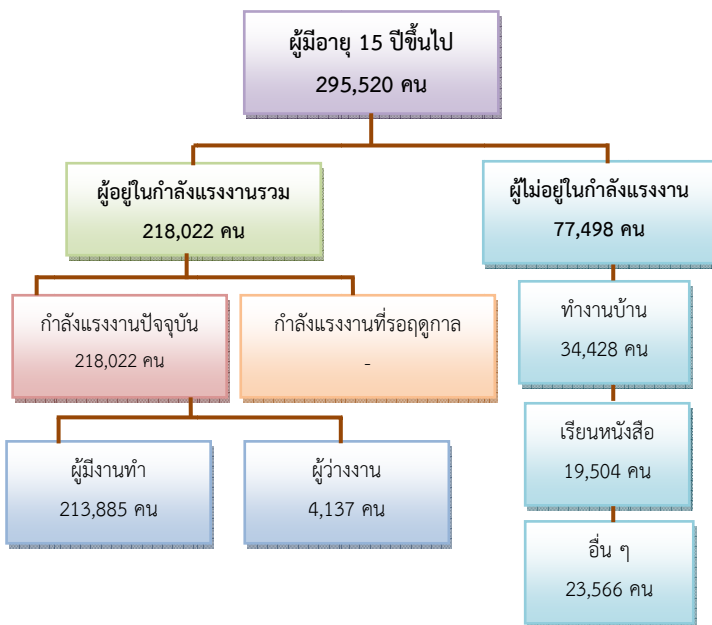 ผู้มีอายุ 15 ปีขึ้นไป
295,520 คน
ผู้อยู่ในกำลังแรงงานรวม
218,022 คน
ผู้ไม่อยู่ในกำลังแรงงาน
77,498 คน
กำลังแรงงานปัจจุบัน
218,022 คน
กำลังแรงงานที่รอฤดูกาล
-
ทำงานบ้าน
34,428 คน
ผู้มีงานทำ
213,885 คน
ผู้ว่างงาน
4,137 คน
เรียนหนังสือ
19,504 คน
อื่น ๆ
23,566 คน